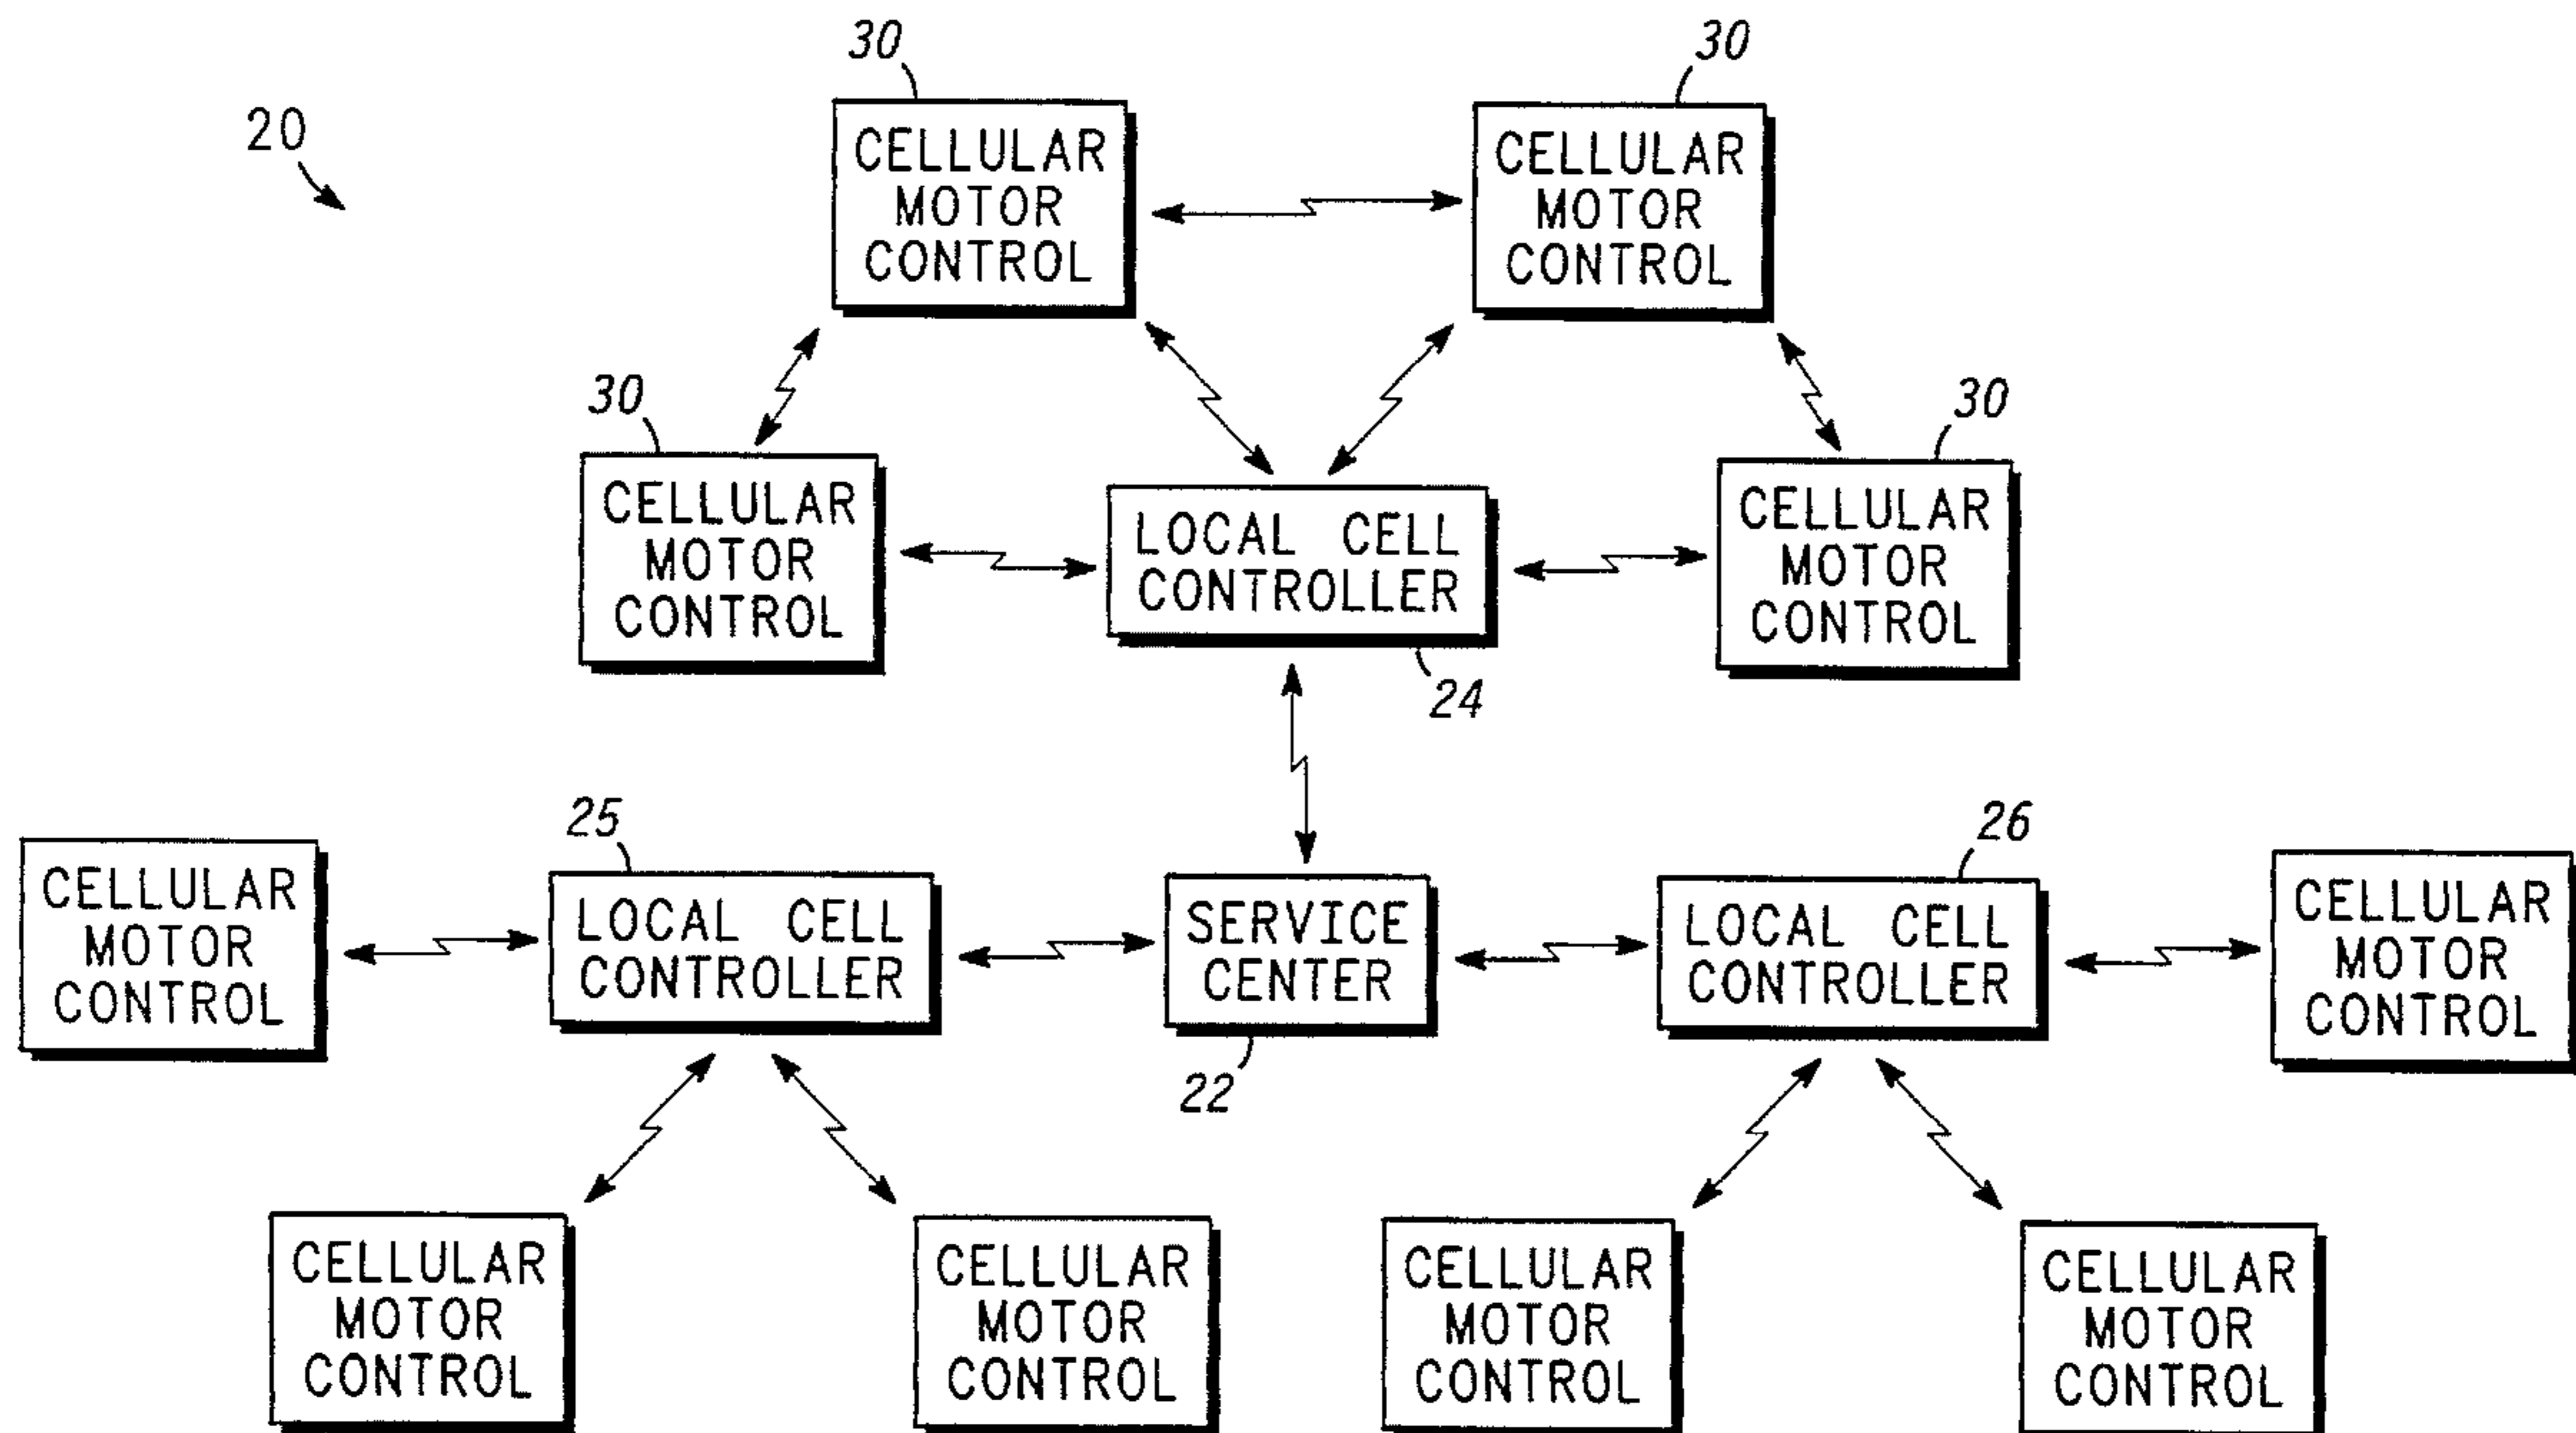 20
30
CELLULAR
MOTOR
CONTROL
30
CELLULAR
MOTOR
CONTROL
30
CELLULAR
MOTOR
CONTROL
LOCAL CELL
CONTROLLER
24
30
CELLULAR
MOTOR
CONTROL
CELLULAR
MOTOR
CONTROL
25
LOCAL CELL
CONTROLLER
SERVICE
CENTER
22
26
LOCAL CELL
CONTROLLER
CELLULAR
MOTOR
CONTROL
CELLULAR
MOTOR
CONTROL
CELLULAR
MOTOR
CONTROL
CELLULAR
MOTOR
CONTROL
CELLULAR
MOTOR
CONTROL